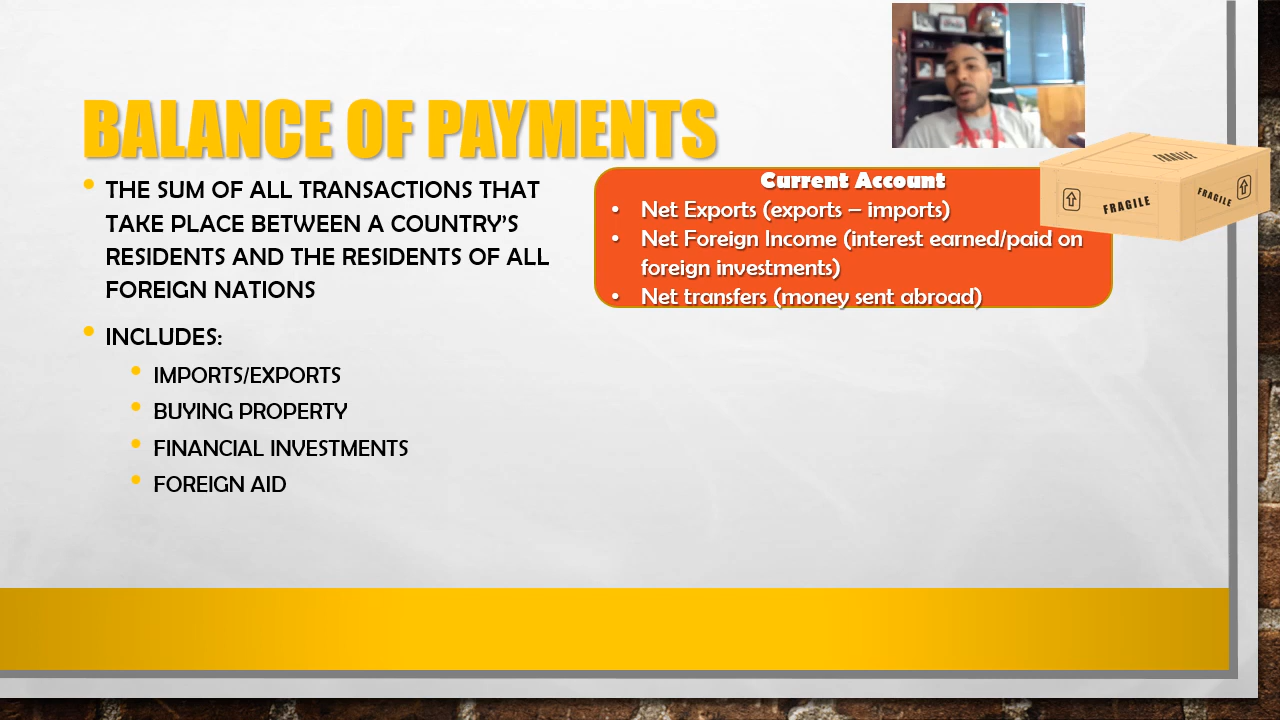 BALANCE OF PAYMENTS
THE SUM OF ALL TRANSACTIONS THAT
TAKE PLACE BETWEEN A COUNTRY'S
RESIDENTS AND THE RESIDENTS OF ALL
FOREIGN NATIONS
INCLUDES:
IMPORTS/EXPORTS
BUYING PROPERTY
FINANCIAL INVESTMENTS
FOREIGN AID
Current Account
Net Exports (exports – imports)
Net Foreign Income (interest earned/paid on
foreign investments)
Net transfers (money sent abroad)
FRAGILE
FRAGILE
FRAGILE